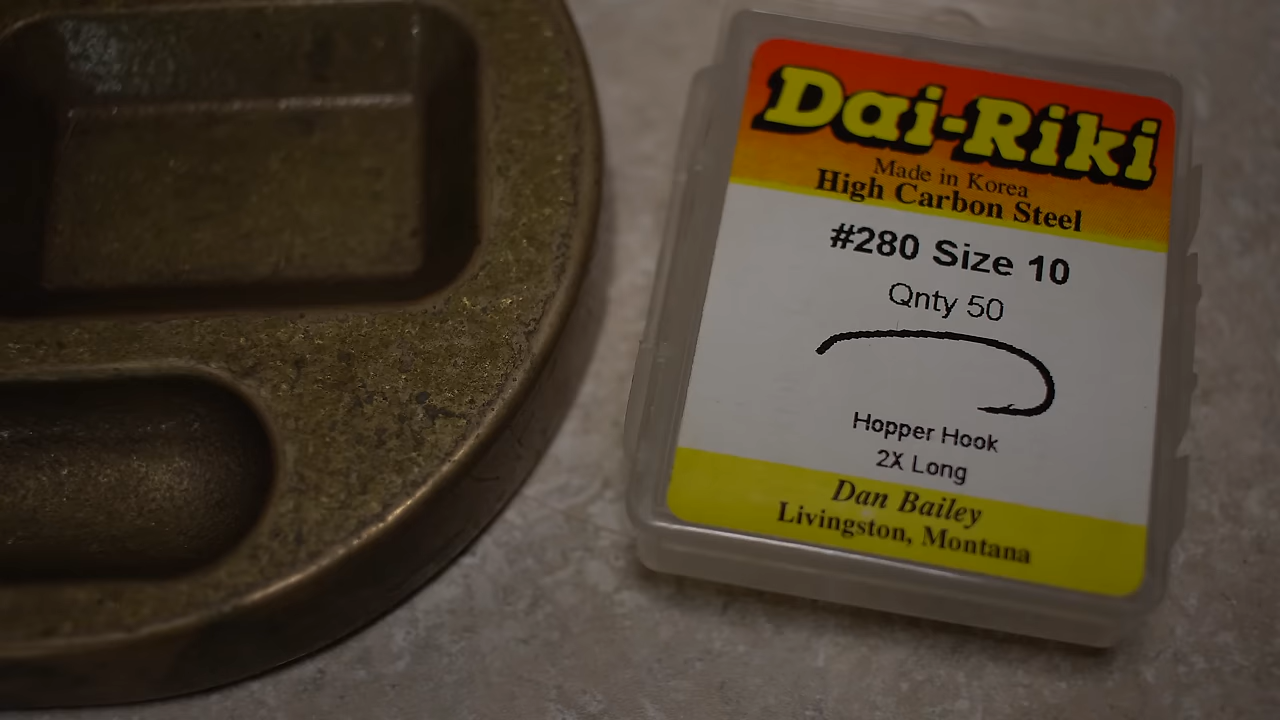 Dai-Riki
Made in Korea
High Carbon Steel
#280 Size 10
Qnty 50
Hopper Hook
2X Long
Dan Bailey
Livingston, Montana